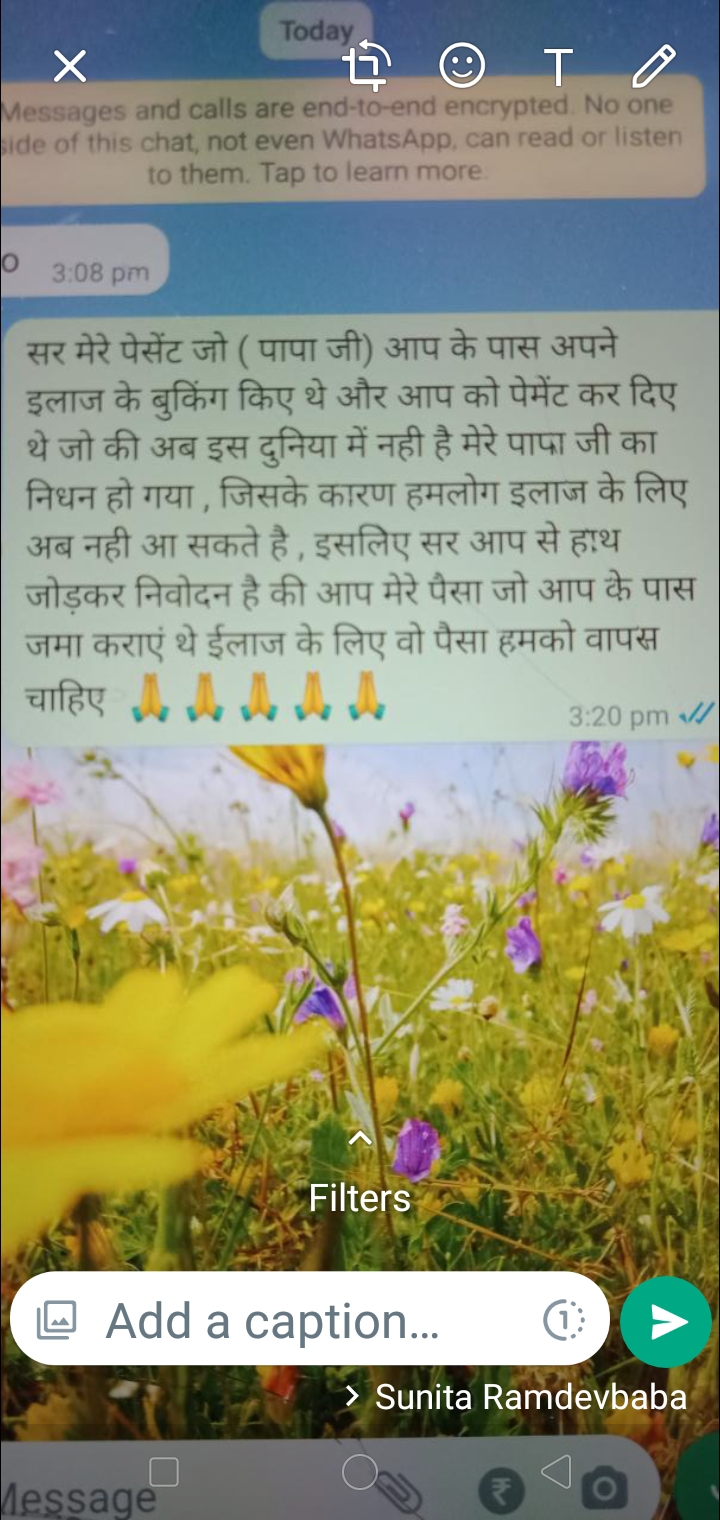 Today
T
Messages and calls are end-to-end encrypted. No one
side of this chat, not even WhatsApp, can read or listen
to them. Tap to learn more.
o 3:08 pm
सर मेरे पेसेंट जो ( पापा जी) आप के पास अपने
इलाज के बुकिंग किए थे और आप को पेमेंट कर दिए
थे जो की अब इस दुनिया में नही है मेरे पापा जी का
निधन हो गया , जिसके कारण हमलोग इलाज के लिए
अब नही आ सकते है , इसलिए सर आप से हाथ
जोड़कर निवोदन है की आप मेरे पैसा जो आप के पास
जमा कराएं थे ईलाज के लिए वो पैसा हमको वापस
चाहिए 🙏🙏🙏🙏🙏
3:20 pm
Filters
Add a caption... 1
> Sunita Ramdevbaba
Message ₹